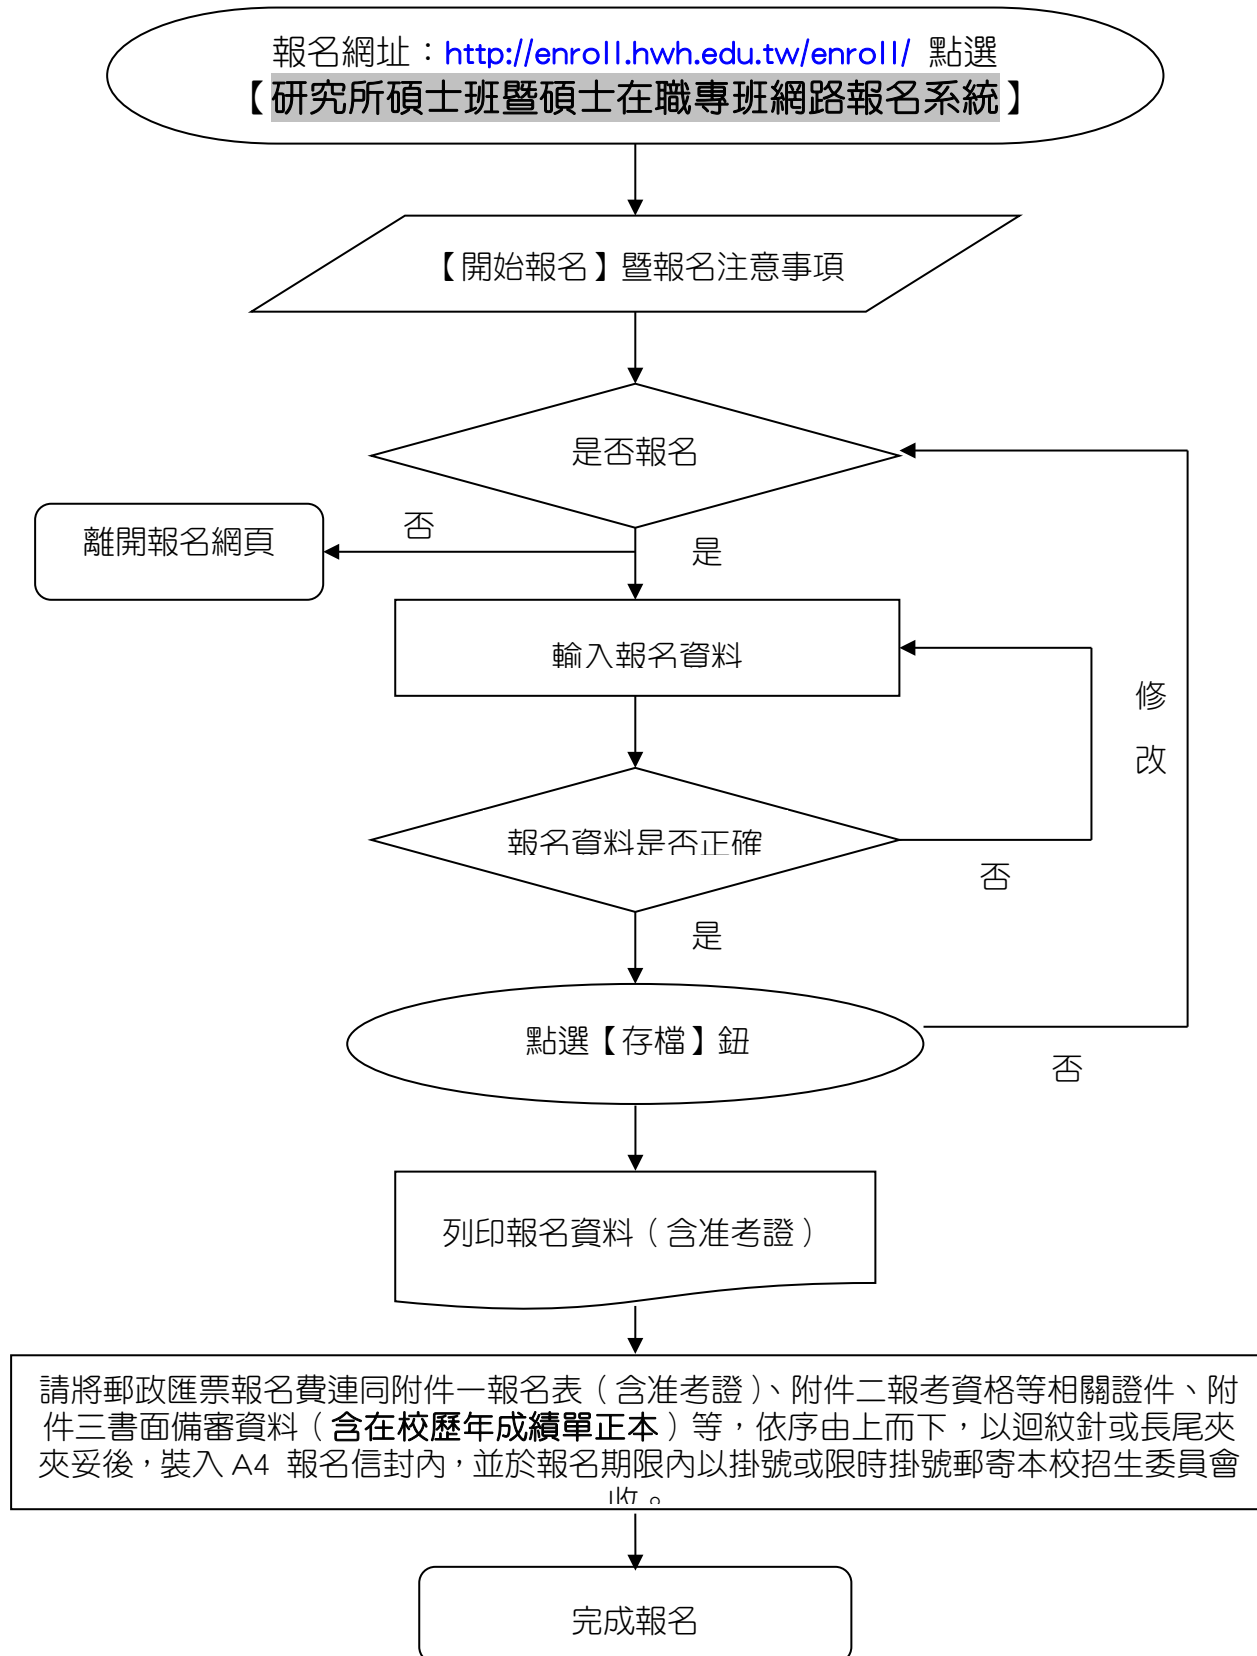 報名網址：http://enroll.hwh.edu.tw/enroll/ 點選
【研究所碩士班暨碩士在職專班網路報名系統】
【開始報名】暨報名注意事項
是否報名
否
離開報名網頁
是
輸入報名資料
修
改
報名資料是否正確
否
是
點選【存檔】鈕
否
列印報名資料（含准考證）
請將郵政匯票報名費連同附件一報名表（含准考證）、附件二報考資格等相關證件、附
件三書面備審資料（含在校歷年成績單正本）等，依序由上而下，以迴紋針或長尾夾
夾妥後，裝入 A4 報名信封內，並於報名期限內以掛號或限時掛號郵寄本校招生委員會
收。
完成報名